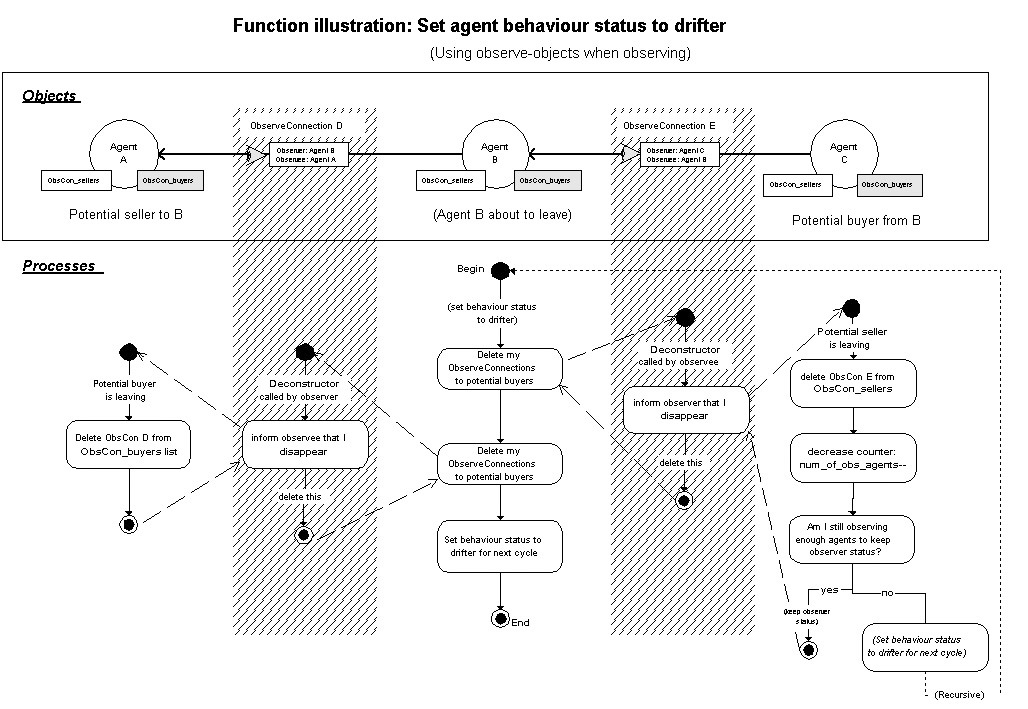 Function illustration: Set agent behaviour status to drifter
(Using observe-objects when observing)
Objects
ObserveConnection D
ObserveConnection E
Agent
A
Observer: Agent B
Observee: Agent A
Agent
B
Observer: Agent C
Observee: Agent B
Agent
C
ObsCon_sellers
ObsCon_buyers
ObsCon_sellers
ObsCon_buyers
ObsCon_sellers
ObsCon_buyers
Potential seller to B
(Agent B about to leave)
Potential buyer from B
Processes
Begin
(set behaviour status
to drifter)
Potential seller
is leaving
Delete my
ObserveConnections
to potential buyers
Deconstructor
called by observee
delete ObsCon E from
ObsCon_sellers
Potential buyer
is leaving
Deconstructor
called by observer
inform observer that I
disappear
Delete ObsCon D from
ObsCon_buyers list
inform observee that I
disappear
Delete my
ObserveConnections
to potential buyers
decrease counter:
num_of_obs_agents--
delete this
delete this
Set behaviour status to
drifter for next cycle
Am I still observing
enough agents to keep
observer status?
yes
no
(keep observer
status)
End
(Set behaviour status
to drifter for next cycle)
(Recursive)